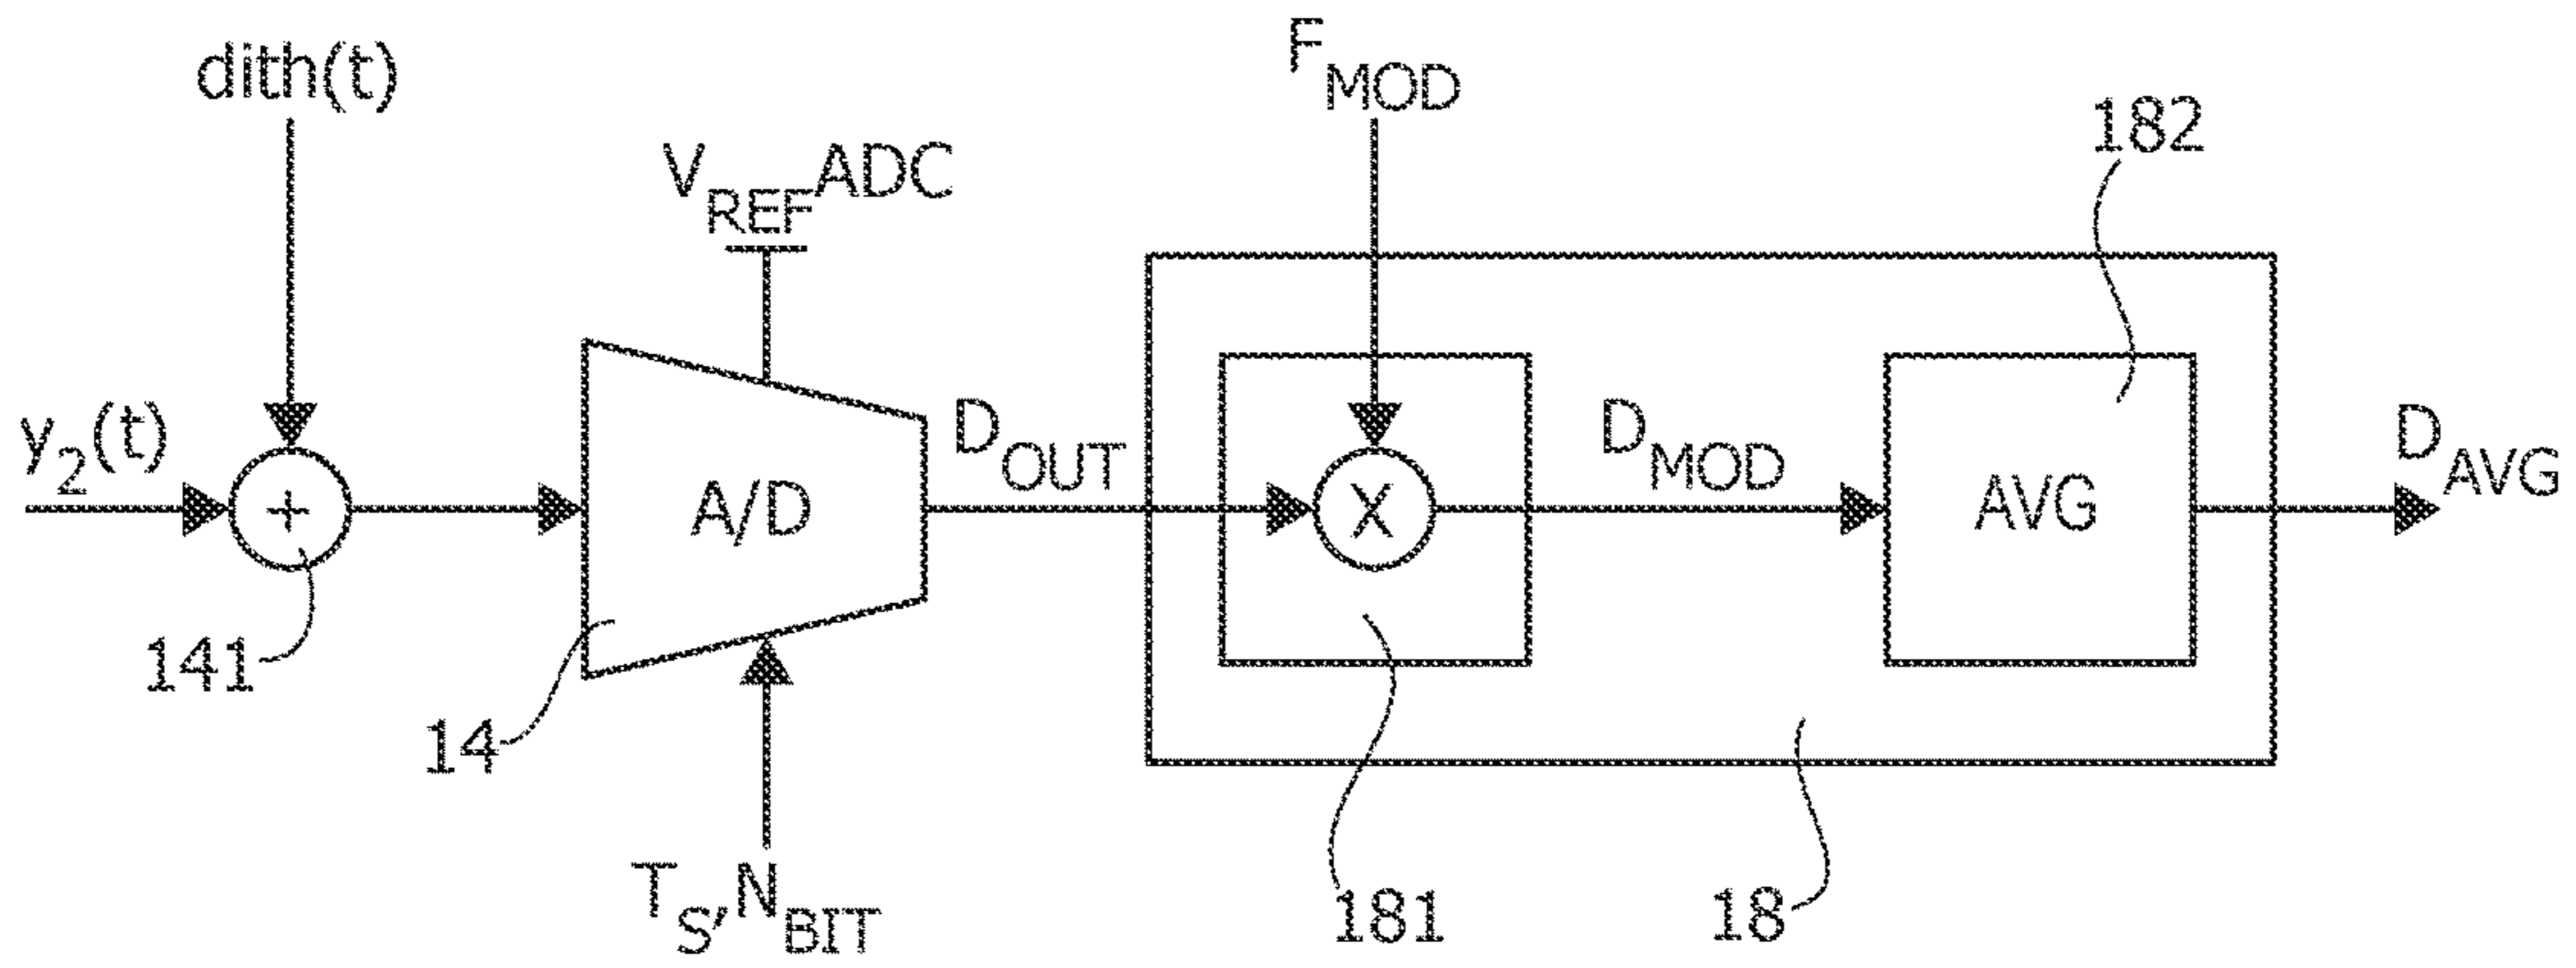 dith(t)
F_MOD
V_REF ADC
182
y_2(t)
+
A/D
D_OUT
X
D_MOD
AVG
D_AVG
141
14
T_S, N_BIT
181
18